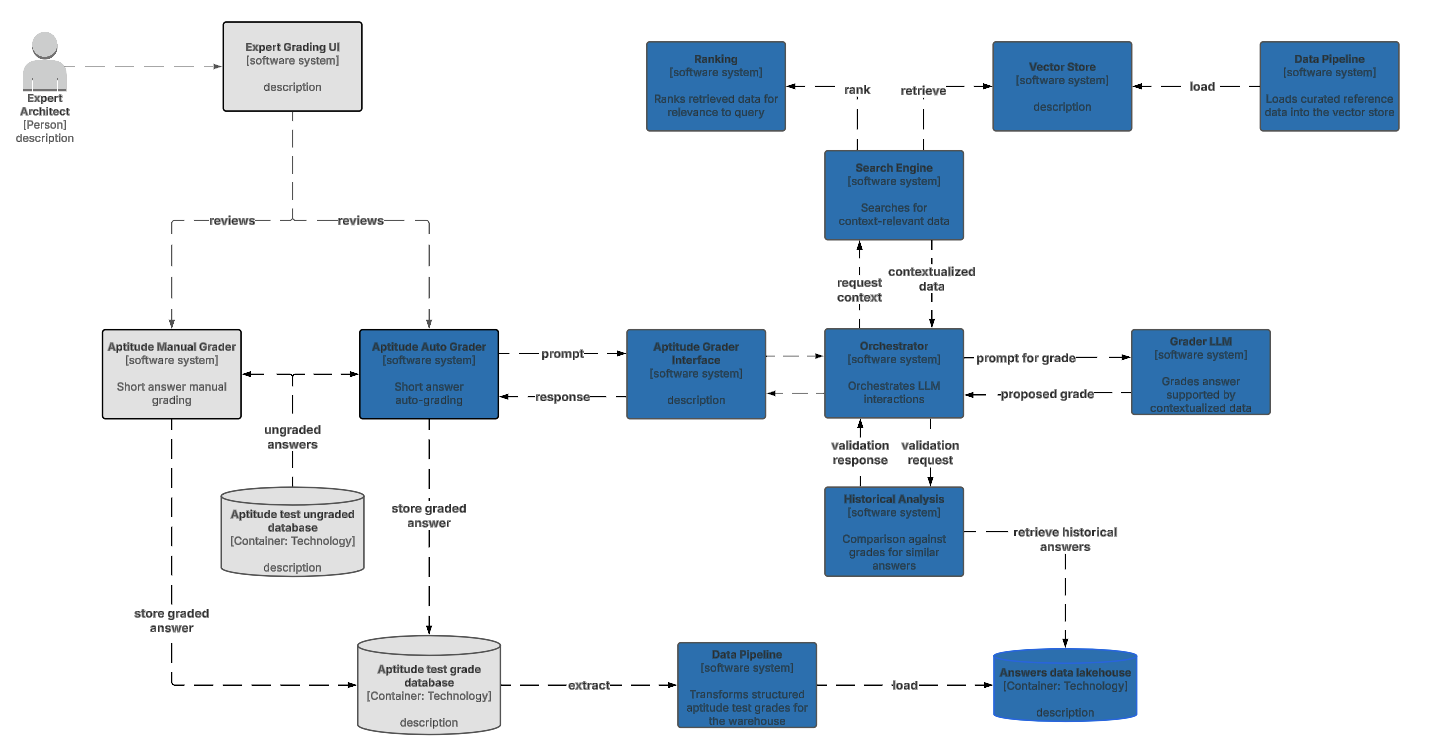 Expert Grading UI
[software system]
description
Expert
Architect
[Person]
description
Ranking
[software system]
Ranks retrieved data for
relevance to query
rank
retrieve
Vector Store
[software system]
description
load
Data Pipeline
[software system]
Loads curated reference
data into the vector store
Search Engine
[software system]
Searches for
context-relevant data
reviews
reviews
request
context
contextualized
data
Aptitude Manual Grader
[software system]
Short answer manual
grading
Aptitude Auto Grader
[software system]
Short answer
auto-grading
prompt
response
Aptitude Grader
Interface
[software system]
description
Orchestrator
[software system]
Orchestrates LLM
interactions
prompt for grade
proposed grade
Grader LLM
[software system]
Grades answer
supported by
contextualized data
ungraded
answers
validation
response
validation
request
Aptitude test ungraded
database
[Container: Technology]
description
store graded
answer
Historical Analysis
[software system]
Comparison against
grades for similar
answers
retrieve historical
answers
store graded
answer
Aptitude test grade
database
[Container: Technology]
description
extract
Data Pipeline
[software system]
Transforms structured
aptitude test grades for
the warehouse
load
Answers data lakehouse
[Container: Technology]
description